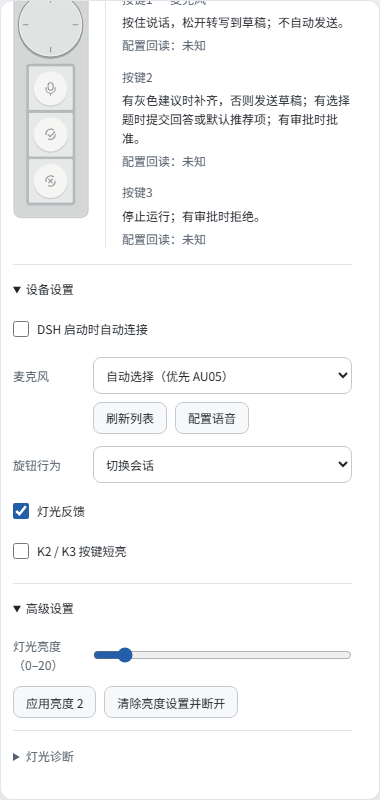 按键1 麦克风
按住说话，松开转写到草稿；不自动发送。
配置回读：未知
按键2
有灰色建议时补齐，否则发送草稿；有选择
题时提交回答或默认推荐项；有审批时批
准。
配置回读：未知
按键3
停止运行；有审批时拒绝。
配置回读：未知
▼ 设备设置
DSH 启动时自动连接
麦克风
自动选择（优先 AU05）
刷新列表
配置语音
旋钮行为
切换会话
灯光反馈
K2 / K3 按键短亮
▼ 高级设置
灯光亮度
（0–20）
应用亮度 2
清除亮度设置并断开
▶ 灯光诊断